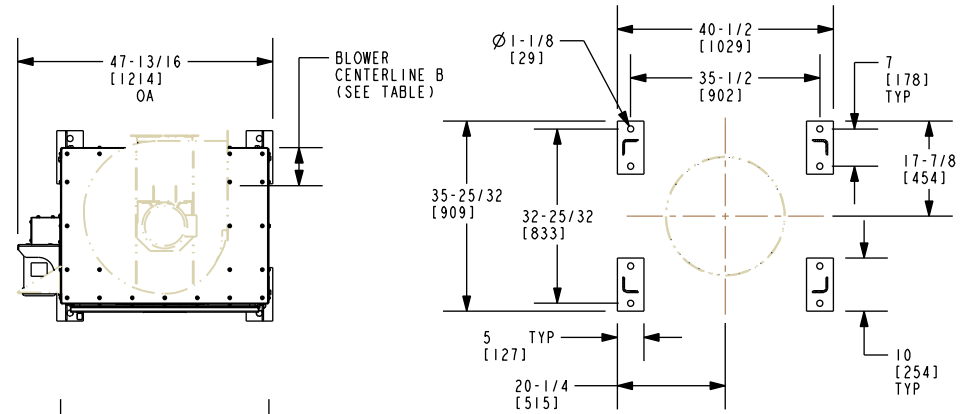 47-13/16
[1214]
OA
BLOWER
CENTERLINE B
(SEE TABLE)
Ø1-1/8
[29]
40-1/2
[1029]
35-1/2
[902]
7
[178]
TYP
35-25/32
[909]
32-25/32
[833]
17-7/8
[454]
5 TYP
[127]
20-1/4
[515]
10
[254]
TYP